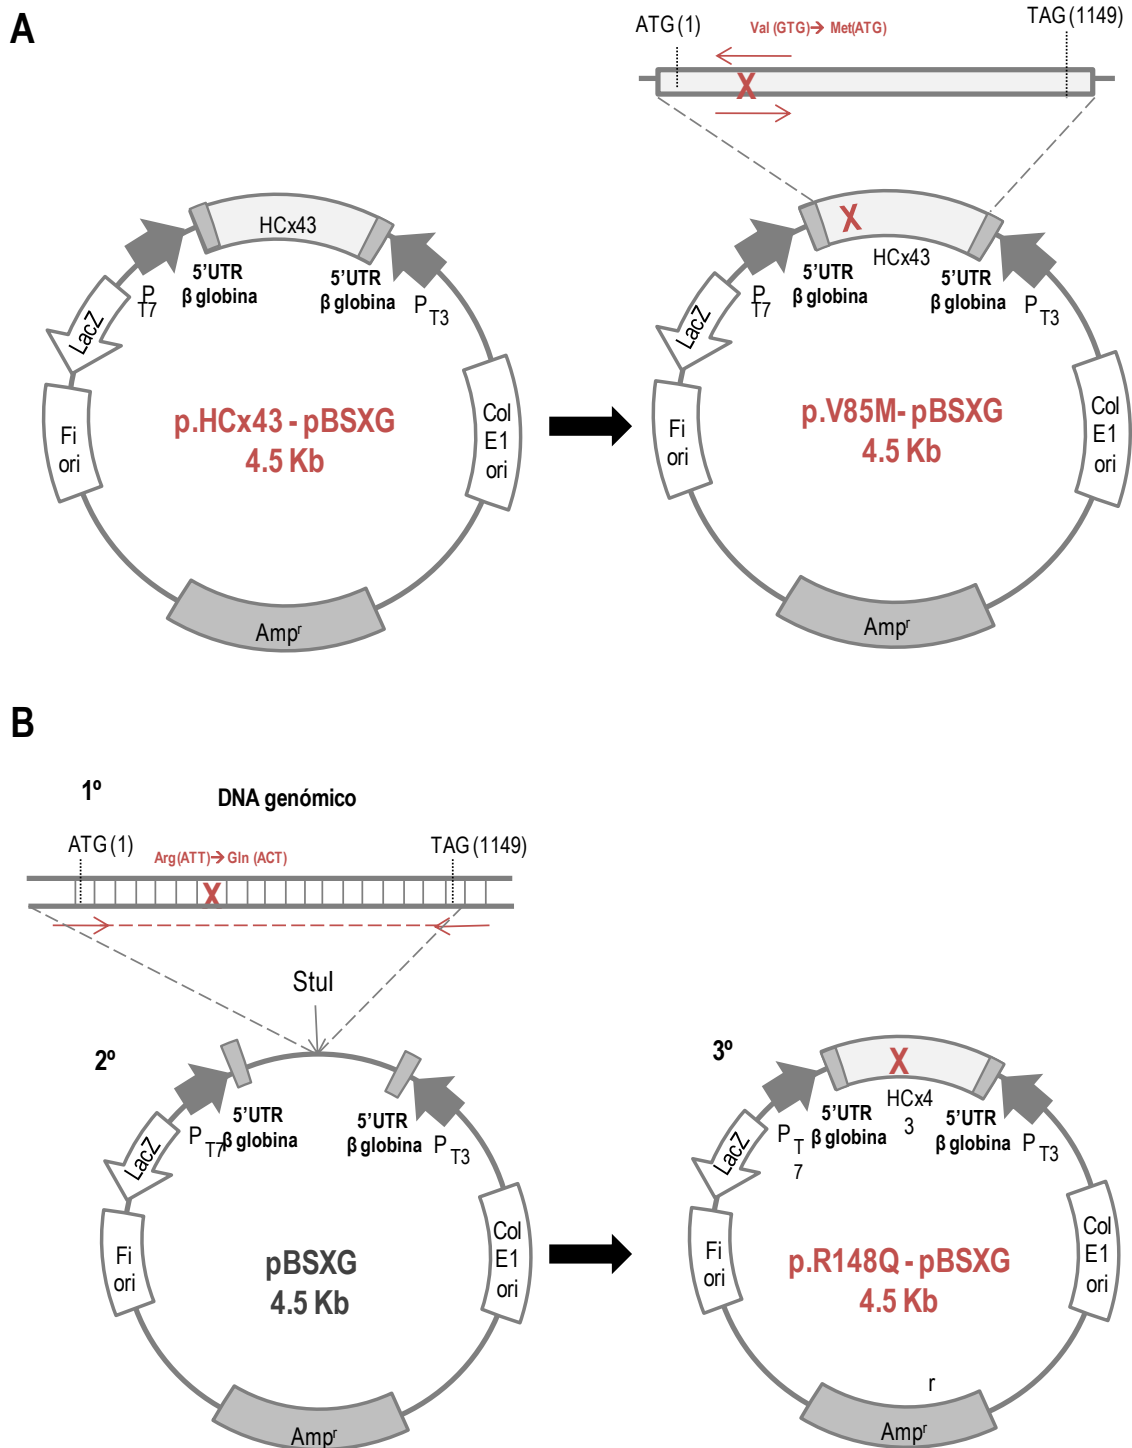 A
ATG (1)
Val (GTG)→ Met(ATG)
TAG (1149)
X
HCx43
5'UTR
β globina
5'UTR
β globina
P
T7
P T3
LacZ
Fi
ori
Col
E1
ori
p.HCx43 - pBSXG
4.5 Kb
Ampʳ
X
HCx43
5'UTR
β globina
5'UTR
β globina
P
T7
P T3
LacZ
Fi
ori
Col
E1
ori
p.V85M- pBSXG
4.5 Kb
Ampʳ
B
1º
DNA genómico
ATG (1)
Arg(ATT)→ Gln (ACT)
TAG (1149)
X
StuI
2º
5'UTR
β globina
5'UTR
β globina
P T7
P T3
LacZ
Fi
ori
Col
E1
ori
pBSXG
4.5 Kb
Ampʳ
3º
X
HCx4
3
5'UTR
β globina
5'UTR
β globina
P T
7
P T3
LacZ
Fi
ori
Col
E1
ori
p.R148Q - pBSXG
4.5 Kb
r
Ampʳ